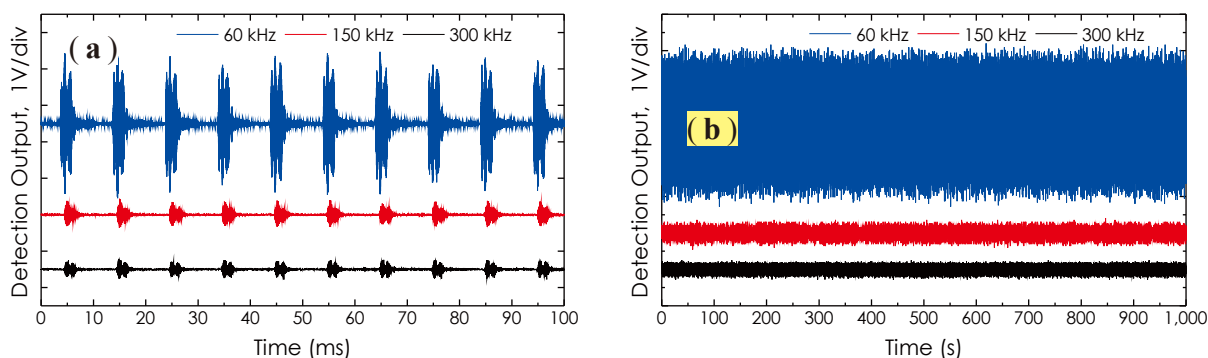 (a)
60 kHz 150 kHz 300 kHz
Detection Output, 1V/div
0 10 20 30 40 50 60 70 80 90 100
Time (ms)
(b)
60 kHz 150 kHz 300 kHz
Detection Output, 1V/div
0 100 200 300 400 500 600 700 800 900 1,000
Time (s)